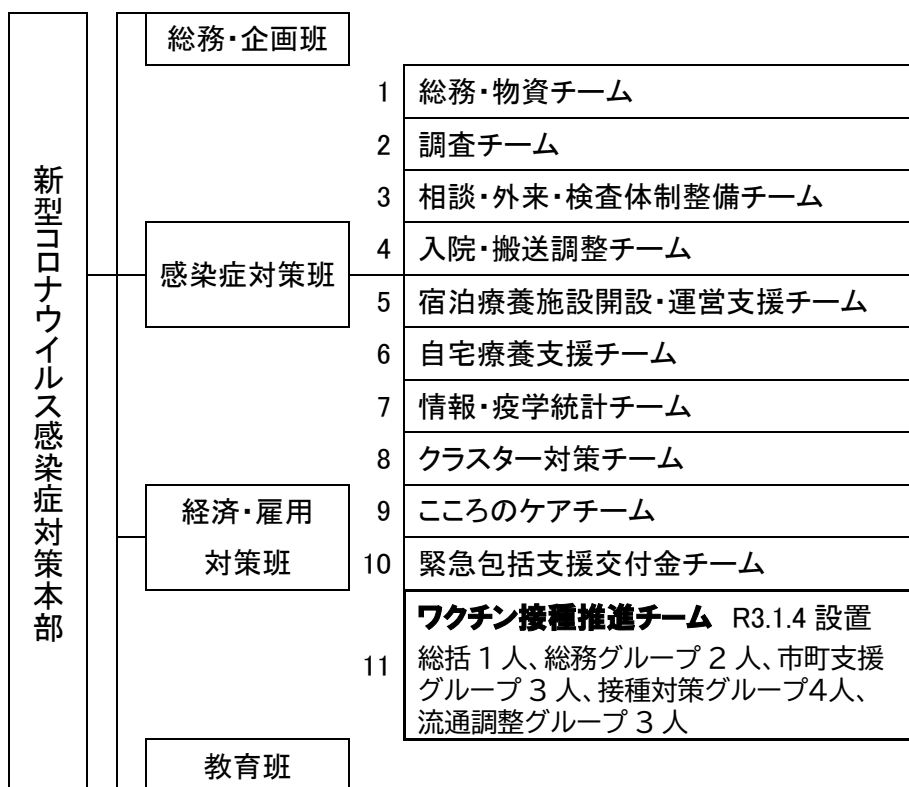 新型コロナウイルス感染症対策本部
総務・企画班
感染症対策班
1 総務・物資チーム
2 調査チーム
3 相談・外来・検査体制整備チーム
4 入院・搬送調整チーム
5 宿泊療養施設開設・運営支援チーム
6 自宅療養支援チーム
7 情報・疫学統計チーム
8 クラスター対策チーム
9 こころのケアチーム
10 緊急包括支援交付金チーム
11 ワクチン接種推進チーム R3.1.4 設置
総括1人、総務グループ2人、市町支援
グループ3人、接種対策グループ4人、
流通調整グループ3人
経済・雇用
対策班
教育班